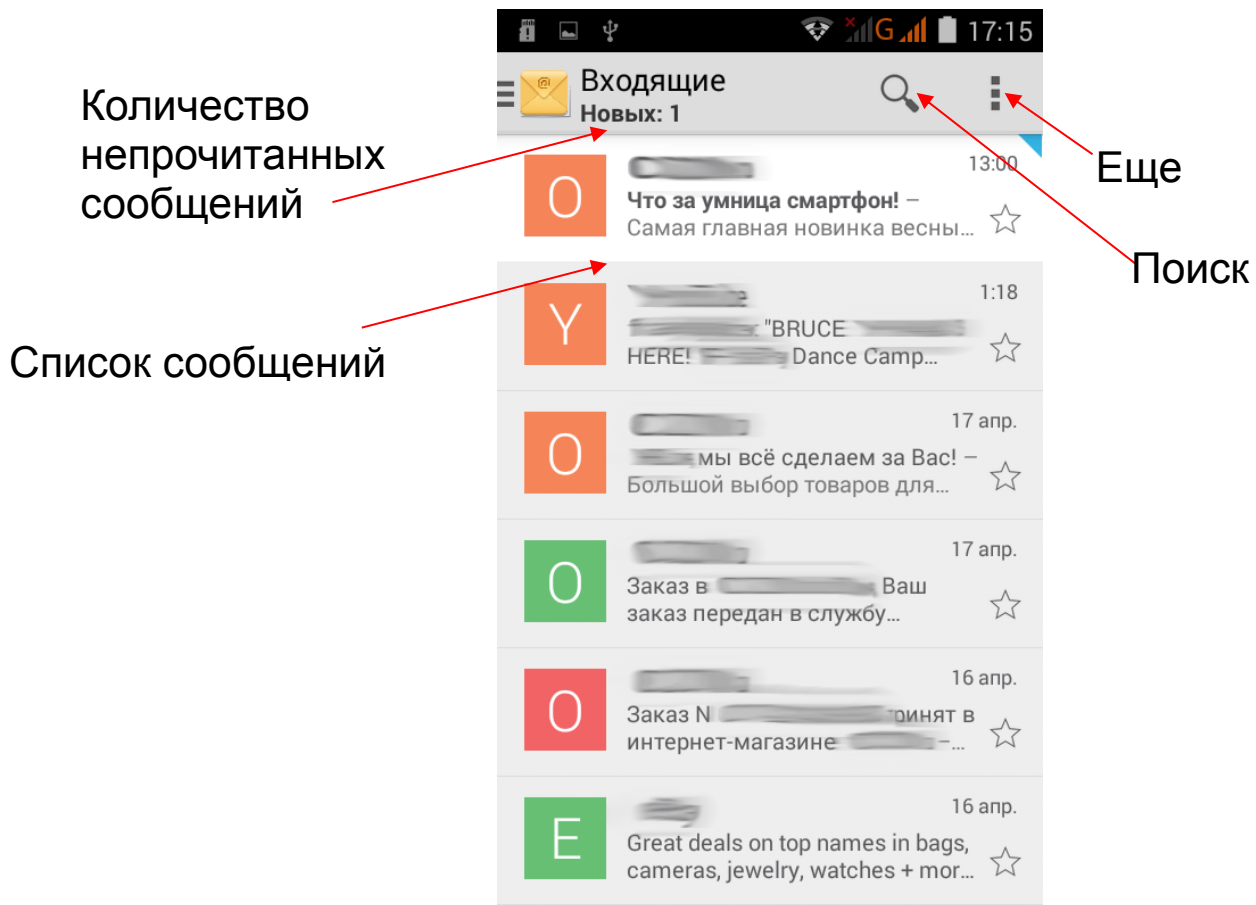 G 17:15
Входящие
Новых: 1
Количество
непрочитанных
сообщений
Еще
Поиск
Список сообщений
O
13:00
Что за умница смартфон! –
Самая главная новинка весны…
Y
1:18
"BRUCE
HERE! Dance Camp…
O
17 апр.
мы всё сделаем за Вас! –
Большой выбор товаров для…
O
17 апр.
Заказ в Ваш
заказ передан в службу…
O
16 апр.
Заказ N ринят в
интернет-магазине –…
E
16 апр.
Great deals on top names in bags,
cameras, jewelry, watches + mor…